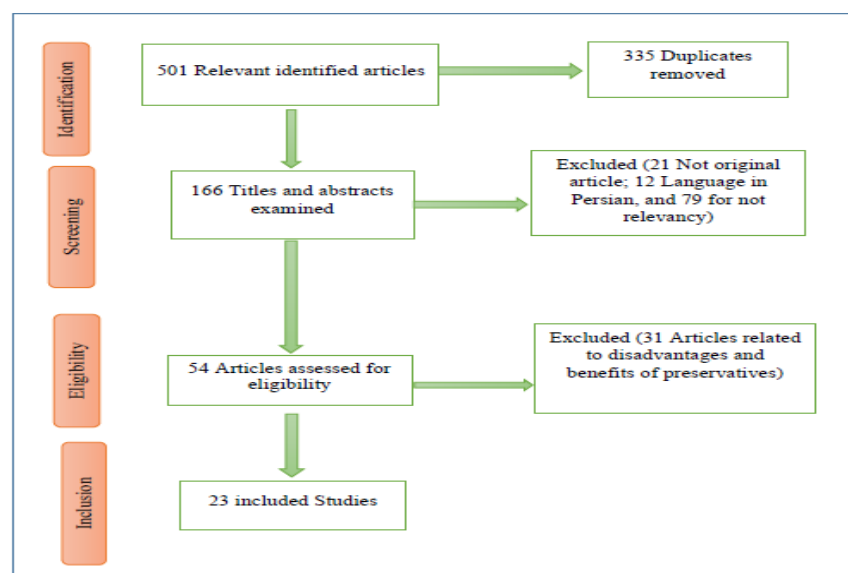 Identification
501 Relevant identified articles
335 Duplicates
removed
Screening
166 Titles and abstracts
examined
Excluded (21 Not original
article; 12 Language in
Persian, and 79 for not
relevancy)
Eligibility
54 Articles assessed for
eligibility
Excluded (31 Articles related
to disadvantages and
benefits of preservatives)
Inclusion
23 included Studies